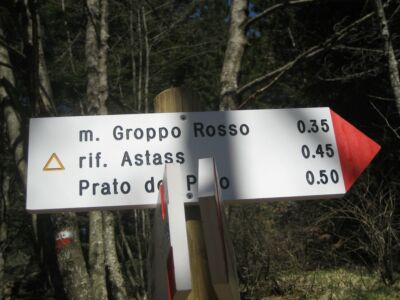 m. Groppo Rosso 0.35
rif. Astass 0.45
Prato 0.50